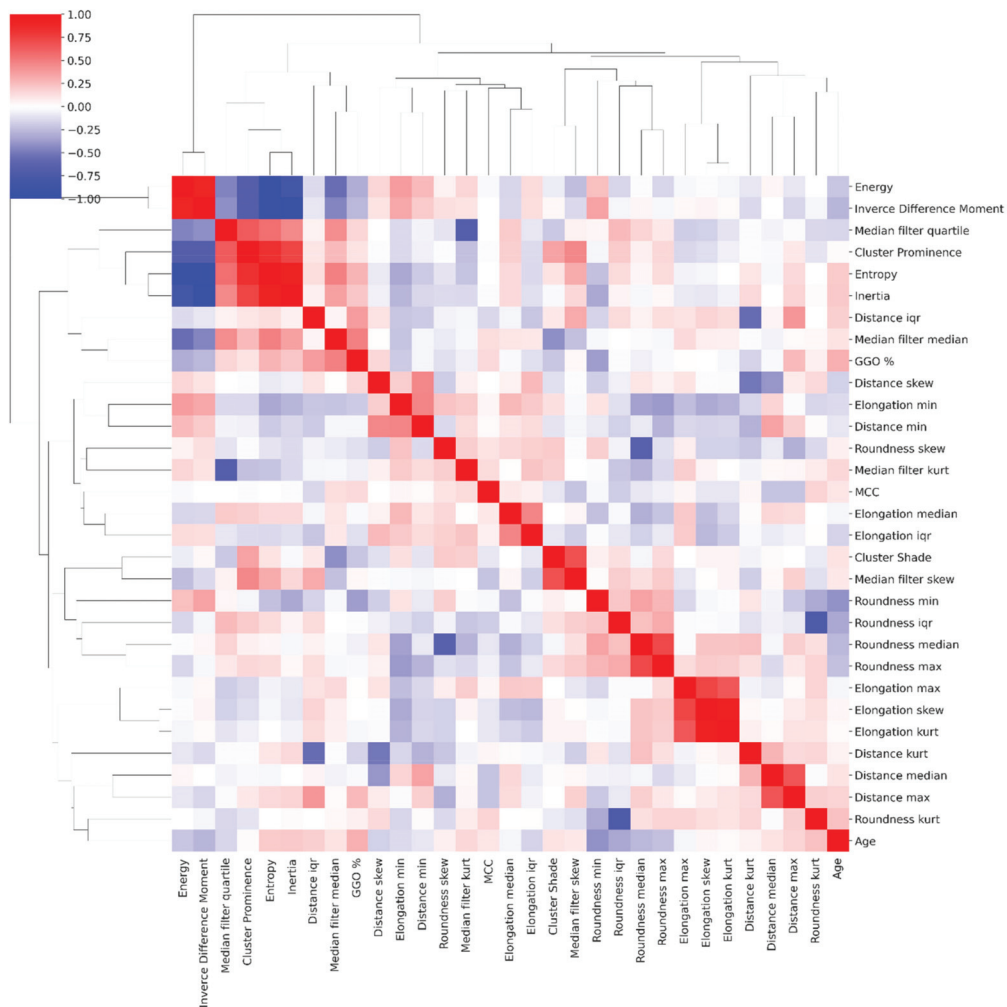 1.00
0.75
0.50
0.25
0.00
−0.25
−0.50
−0.75
−1.00
Energy
Inverce Difference Moment
Median filter quartile
Cluster Prominence
Entropy
Inertia
Distance iqr
Median filter median
GGO %
Distance skew
Elongation min
Distance min
Roundness skew
Median filter kurt
MCC
Elongation median
Elongation iqr
Cluster Shade
Median filter skew
Roundness min
Roundness iqr
Roundness median
Roundness max
Elongation max
Elongation skew
Elongation kurt
Distance kurt
Distance median
Distance max
Roundness kurt
Age
Energy
Inverce Difference Moment
Median filter quartile
Cluster Prominence
Entropy
Inertia
Distance iqr
Median filter median
GGO %
Distance skew
Elongation min
Distance min
Roundness skew
Median filter kurt
MCC
Elongation median
Elongation iqr
Cluster Shade
Median filter skew
Roundness min
Roundness iqr
Roundness median
Roundness max
Elongation max
Elongation skew
Elongation kurt
Distance kurt
Distance median
Distance max
Roundness kurt
Age